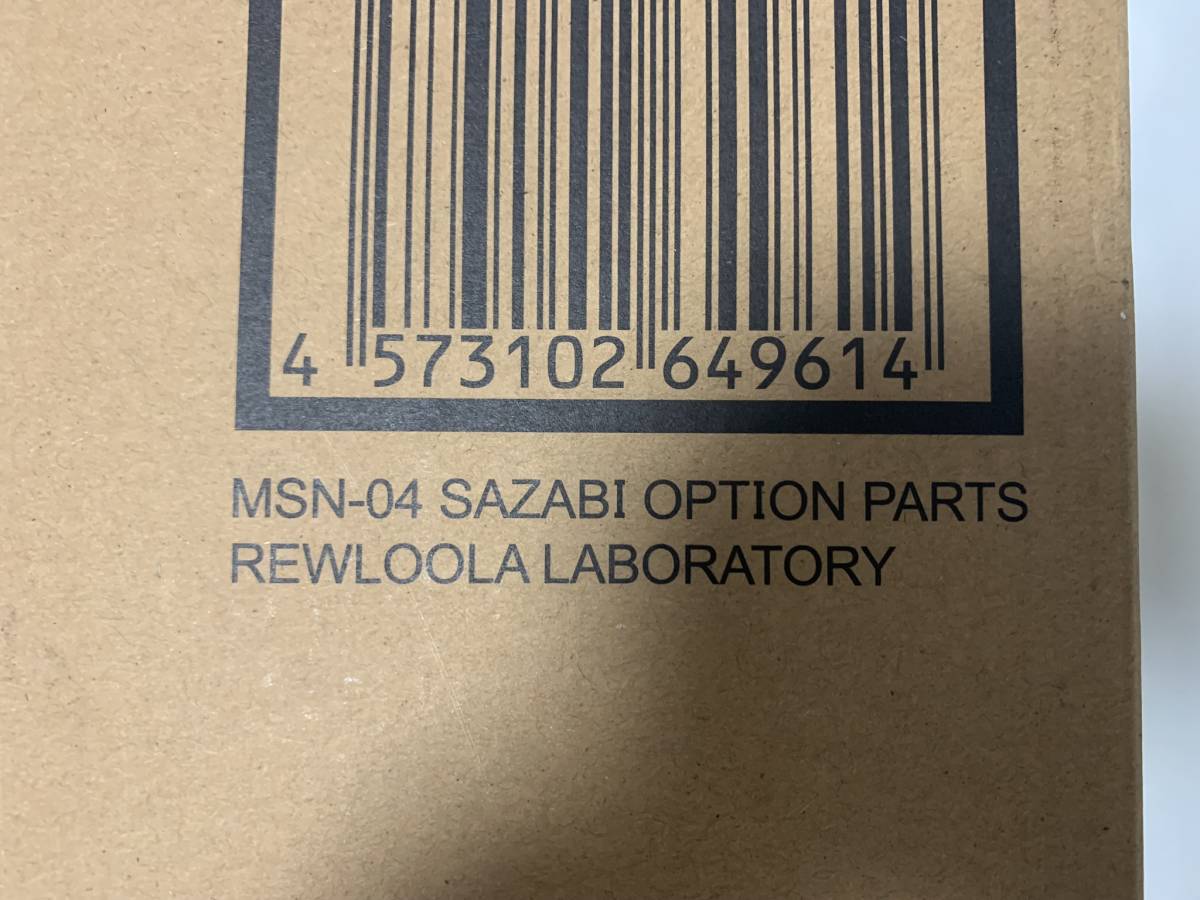 4 573102 649614
MSN-04 SAZABI OPTION PARTS
REWLOOLA LABORATORY